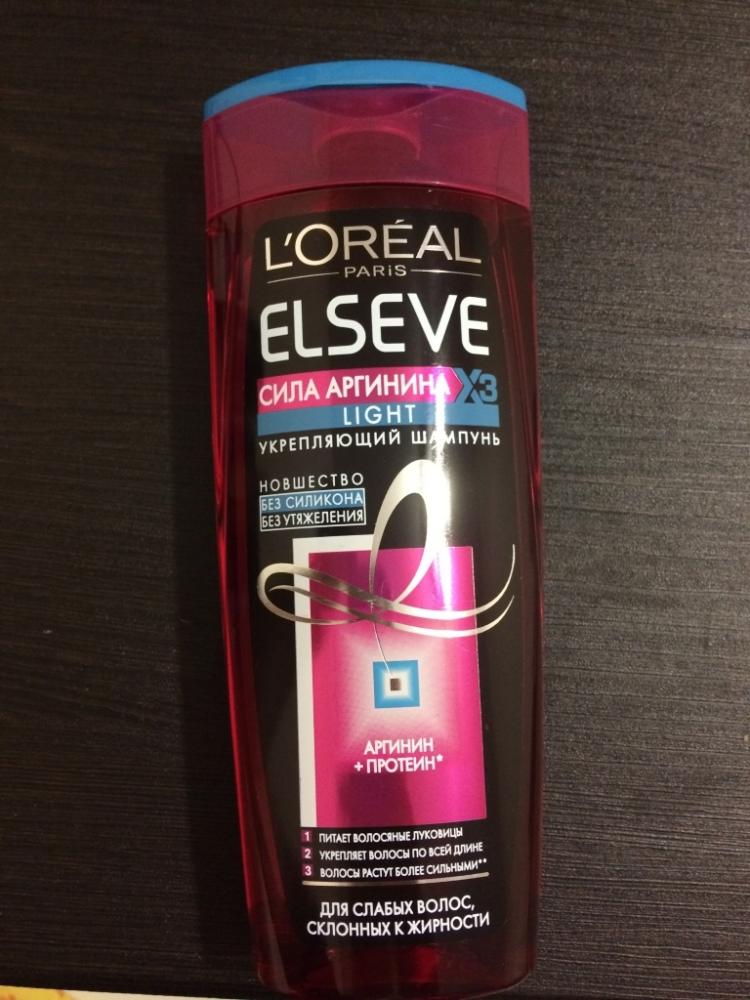 L'ORÉAL
PARIS
ELSEVE
СИЛА АРГИНИНА X3
LIGHT
УКРЕПЛЯЮЩИЙ ШАМПУНЬ
НОВШЕСТВО
БЕЗ СИЛИКОНА
БЕЗ УТЯЖЕЛЕНИЯ
АРГИНИН
+ ПРОТЕИН*
1 ПИТАЕТ ВОЛОСЯНЫЕ ЛУКОВИЦЫ
2 УКРЕПЛЯЕТ ВОЛОСЫ ПО ВСЕЙ ДЛИНЕ
3 ВОЛОСЫ РАСТУТ БОЛЕЕ СИЛЬНЫМИ**
ДЛЯ СЛАБЫХ ВОЛОС,
СКЛОННЫХ К ЖИРНОСТИ